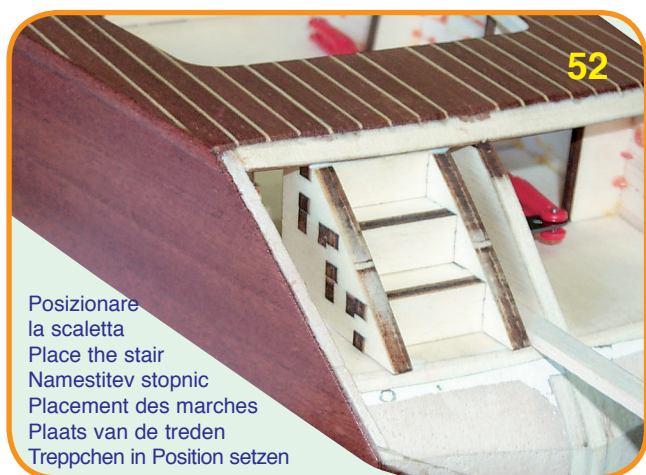 52
Posizionare
la scaletta
Place the stair
Namestitev stopnic
Placement des marches
Plaats van de treden
Treppchen in Position setzen